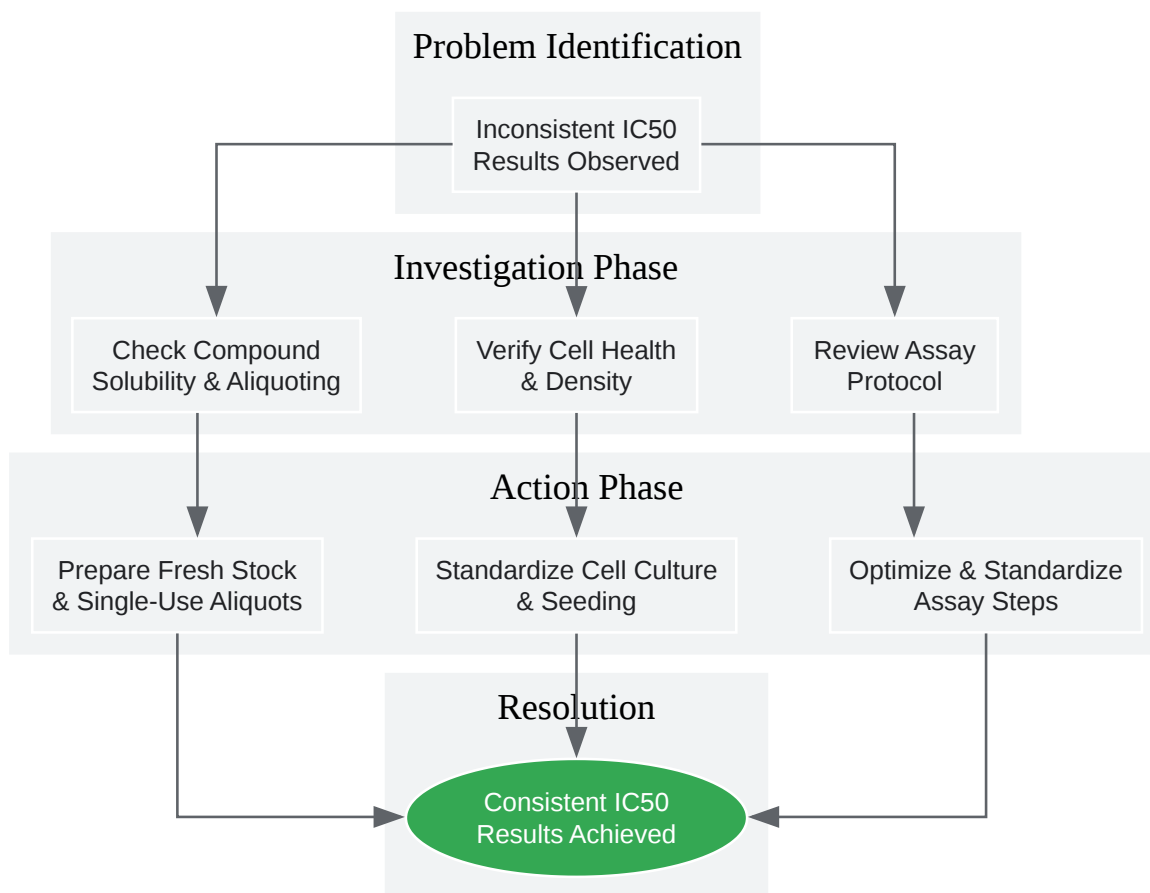 Problem Identification
Inconsistent IC50
Results Observed
Investigation Phase
Check Compound
Solubility & Aliquoting
Verify Cell Health
& Density
Review Assay
Protocol
Action Phase
Prepare Fresh Stock
& Single-Use Aliquots
Standardize Cell Culture
& Seeding
Optimize & Standardize
Assay Steps
Resolution
Consistent IC50
Results Achieved